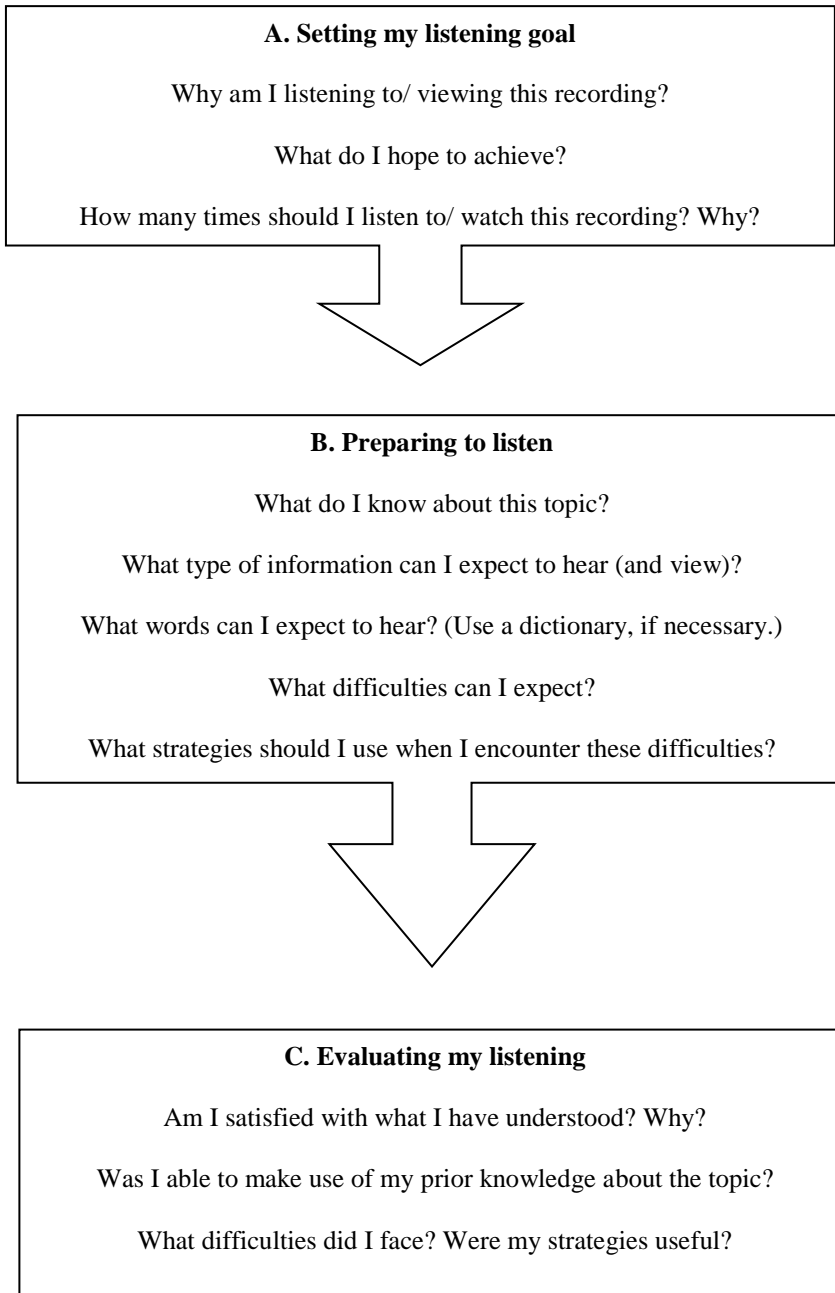 A. Setting my listening goal
Why am I listening to/ viewing this recording?
What do I hope to achieve?
How many times should I listen to/ watch this recording? Why?
B. Preparing to listen
What do I know about this topic?
What type of information can I expect to hear (and view)?
What words can I expect to hear? (Use a dictionary, if necessary.)
What difficulties can I expect?
What strategies should I use when I encounter these difficulties?
C. Evaluating my listening
Am I satisfied with what I have understood? Why?
Was I able to make use of my prior knowledge about the topic?
What difficulties did I face? Were my strategies useful?